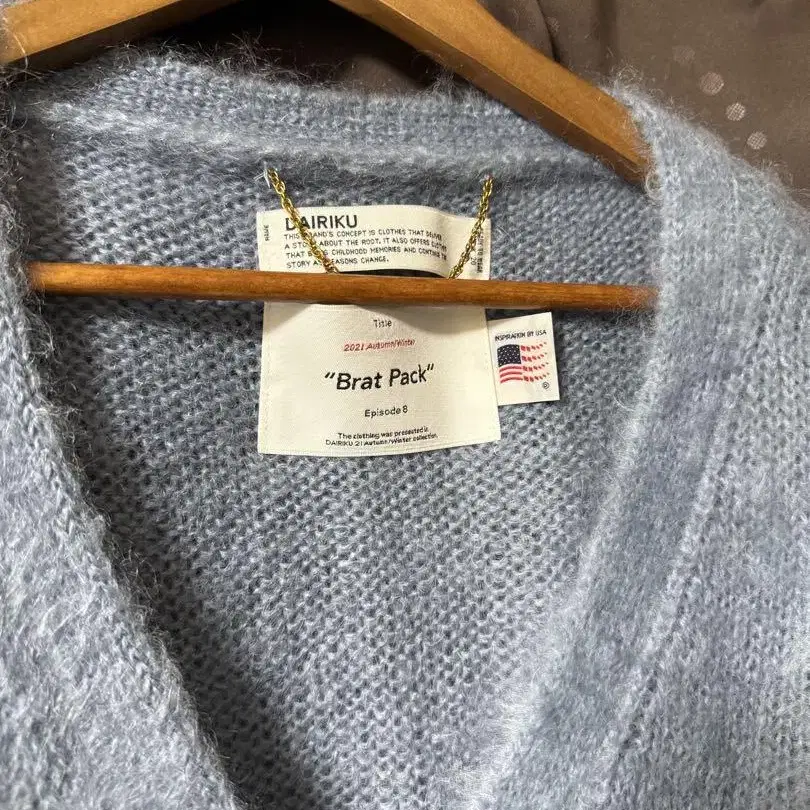 DAIRIKU
THIS BRAND'S CONCEPT IS CLOTHES THAT DELIVER
A STORY ABOUT THE ROOT. IT ALSO OFFERS CLOTHES
THAT CHILDHOOD MEMORIES AND CONTINUE
STORY AS SEASONS CHANGE.
Title
2021 Autumn/Winter
"Brat Pack"
Episode 8
The clothing was presented in
DAIRIKU 21 Autumn/Winter collection.
INSPIRATION BY USA
®